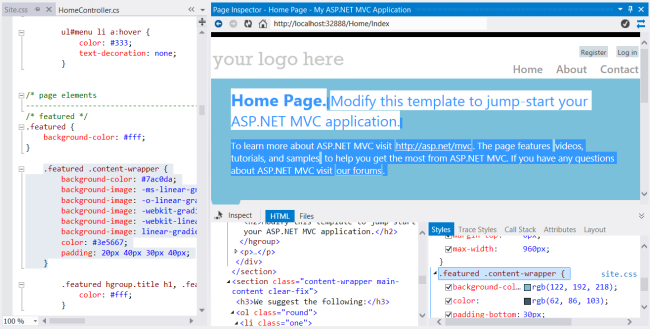 Site.css
HomeController.cs
ul#menu li a:hover {
color: #333;
text-decoration: none;
}
/* page elements
/* featured */
.featured {
background-color: #fff;
}
.featured .content-wrapper {
background-color: #7ac0da;
background-image: -ms-linear-gr
background-image: -o-linear-gra
background-image: -webkit-gradi
background-image: -webkit-linea
background-image: linear-gradie
color: #3e5667;
padding: 20px 40px 30px 40px;
}
.featured hgroup.title h1, .fea
color: #fff;
}
100 %
Page Inspector - Home Page - My ASP.NET MVC Application
http://localhost:32888/Home/Index
Register Log in
your logo here
Home About Contact
Home Page. Modify this template to jump-start your
ASP.NET MVC application.
To learn more about ASP.NET MVC visit http://asp.net/mvc. The page features videos,
tutorials, and samples to help you get the most from ASP.NET MVC. If you have any questions
about ASP.NET MVC visit our forums.
Inspect HTML Files
<h2>Modify this template to jump-start
your ASP.NET MVC application.</h2>
</hgroup>
<p>…</p>
</div>
</section>
<section class="content-wrapper main-
content clear-fix">
<h3>We suggest the following:</h3>
<ol class="round">
<li class="one">
Styles Trace Styles Call Stack Attributes Layout
margin-top: 0px;
max-width: 960px;
}
.featured .content-wrapper { site.css
background-col… rgb(122, 192, 218);
color: rgb(62, 86, 103);
padding-bottom: 30px;